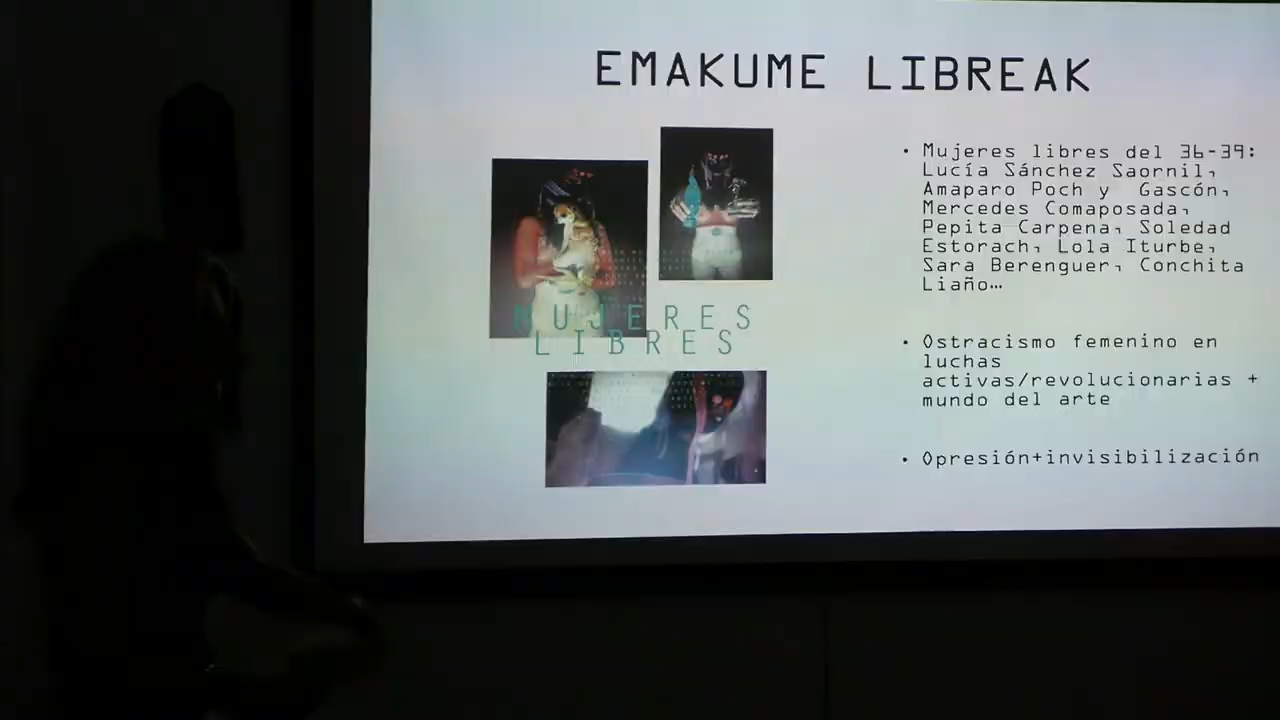 EMAKUME LIBREAK
MUJERES
LIBRES
• Mujeres libres del 36-39:
Lucía Sánchez Saornil,
Amaparo Poch y Gascón,
Mercedes Comaposada,
Pepita Carpena, Soledad
Estorach, Lola Iturbe,
Sara Berenguer, Conchita
Liaño…
• Ostracismo femenino en
luchas
activas/revolucionarias +
mundo del arte
• Opresión+invisibilización